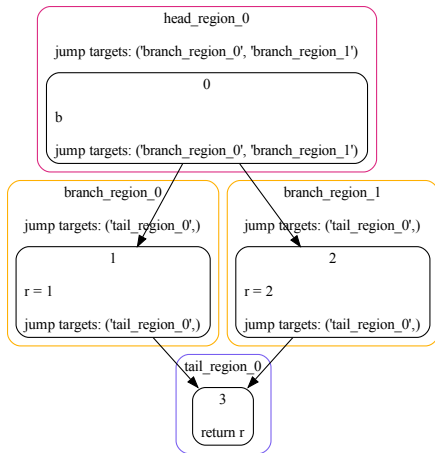 head_region_0
jump targets: ('branch_region_0', 'branch_region_1')
0
b
jump targets: ('branch_region_0', 'branch_region_1')
branch_region_0
jump targets: ('tail_region_0',)
1
r = 1
jump targets: ('tail_region_0',)
branch_region_1
jump targets: ('tail_region_0',)
2
r = 2
jump targets: ('tail_region_0',)
tail_region_0
3
return r